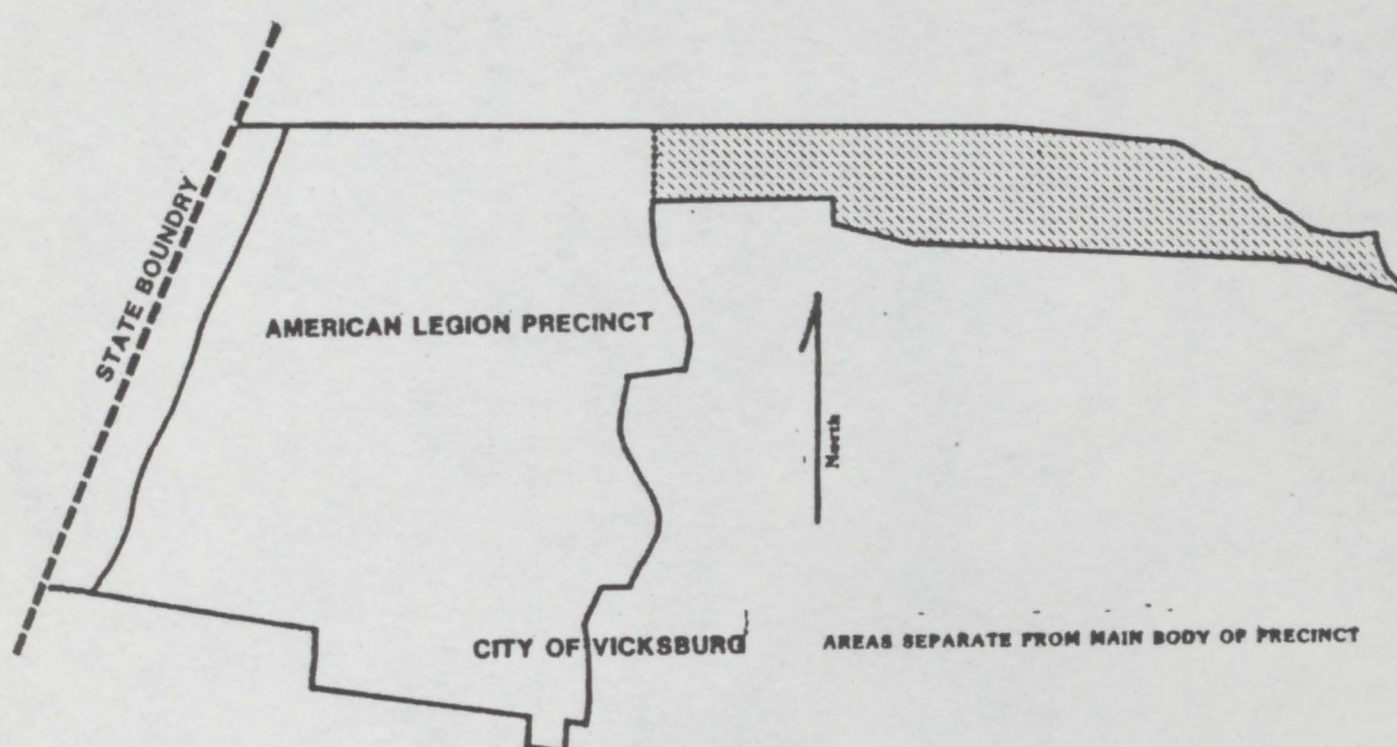 STATE BOUNDRY
AMERICAN LEGION PRECINCT
North
CITY OF VICKSBURG
AREAS SEPARATE FROM MAIN BODY OF PRECINCT